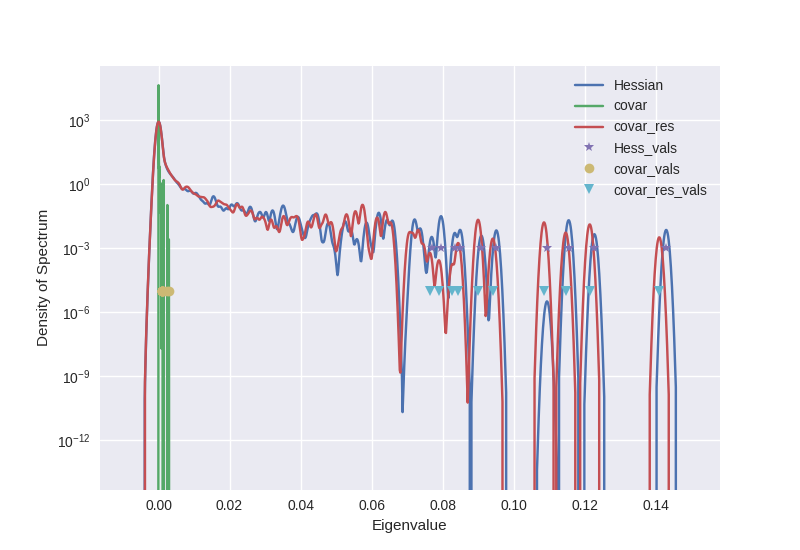 Hessian
covar
covar_res
Hess_vals
covar_vals
covar_res_vals
10^3
10^0
10^−3
10^−6
10^−9
10^−12
Density of Spectrum
0.00 0.02 0.04 0.06 0.08 0.10 0.12 0.14
Eigenvalue